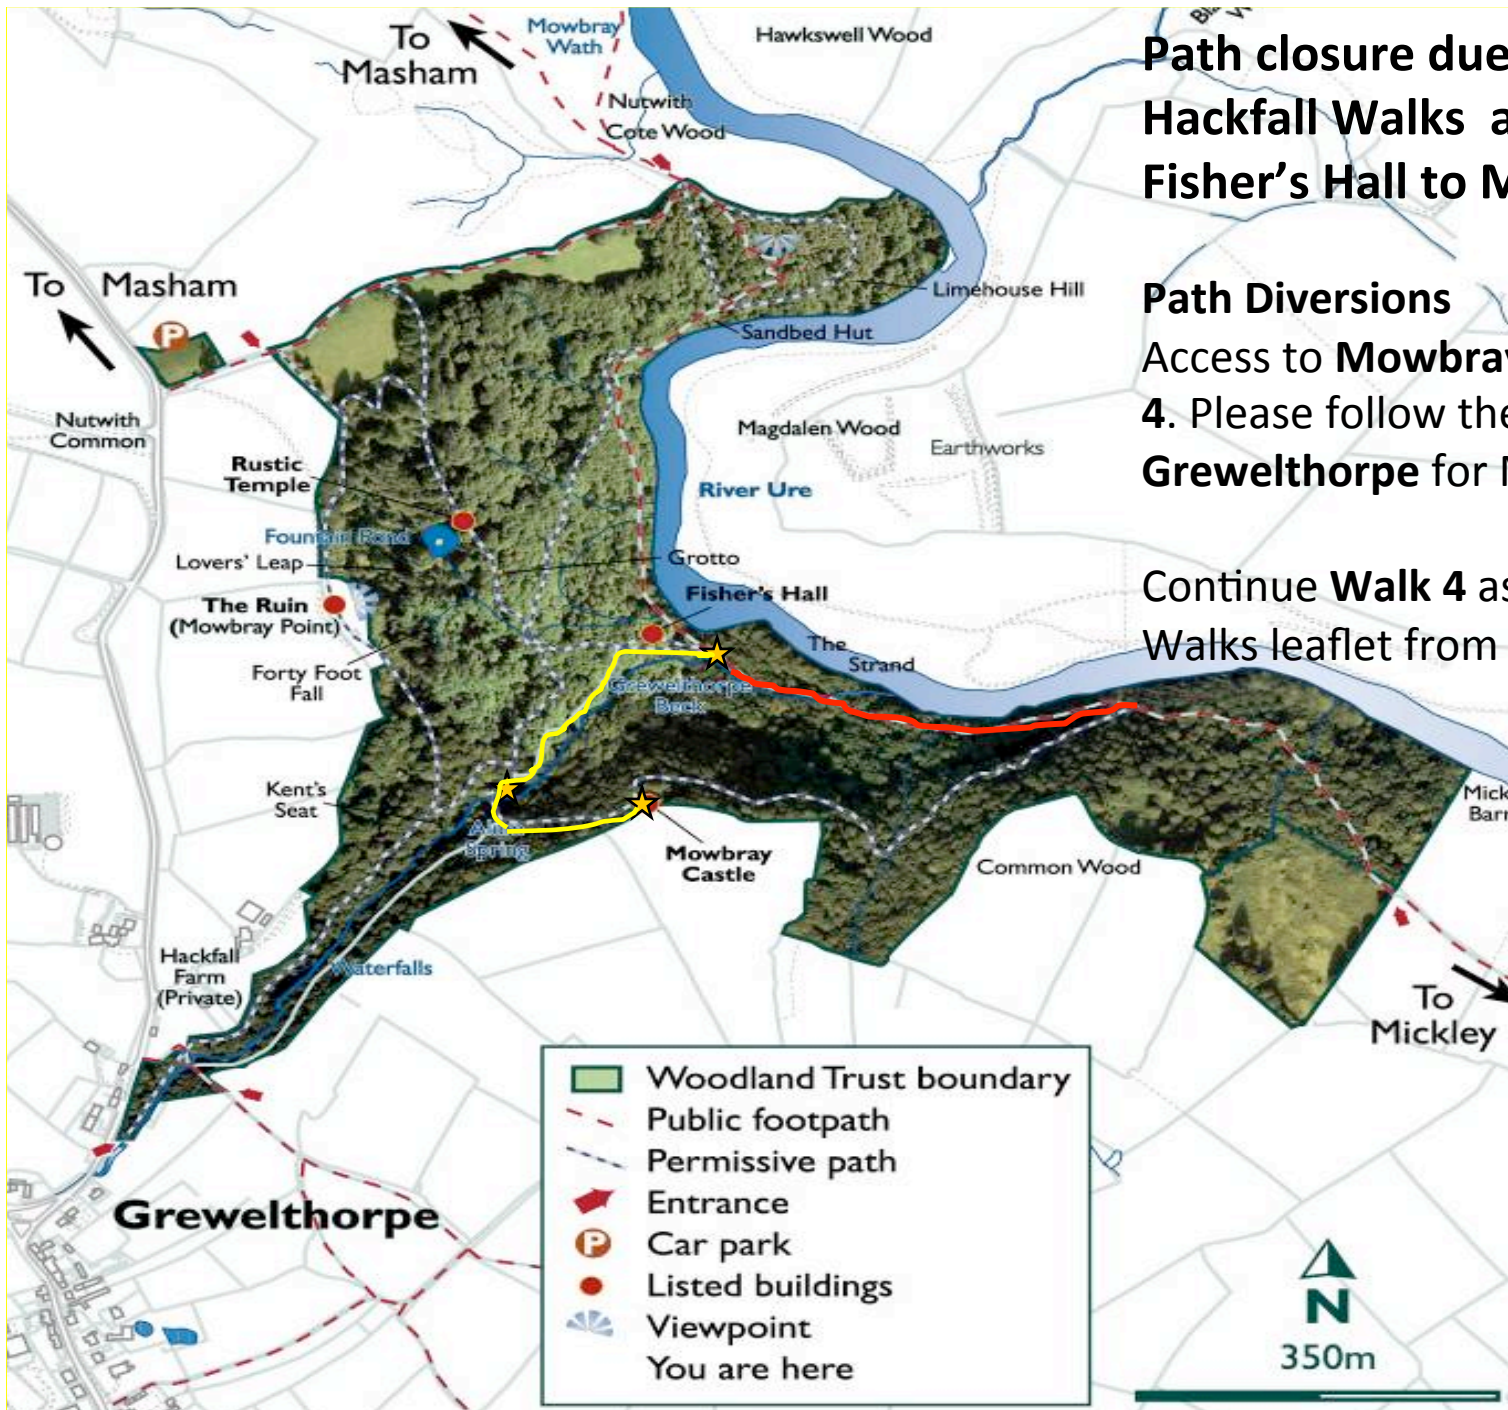 To
Masham
Mowbray
Wath
Hawkswell Wood
Nutwith
Cote Wood
Path closure due
Hackfall Walks a
Fisher's Hall to M
To Masham
P
Limehouse Hill
Sandbed Hut
Path Diversions
Access to Mowbray
4. Please follow the
Grewelthorpe for
Nutwith
Common
Magdalen Wood
Earthworks
Rustic
Temple
River Ure
Fountain Pond
Lovers' Leap
Grotto
The Ruin
(Mowbray Point)
Fisher's Hall
Continue Walk 4 as
Walks leaflet from
The
Strand
Forty Foot
Fall
Grewelthorpe
Beck
Kent's
Seat
Spring
Mowbray
Castle
Common Wood
Mick
Barn
Hackfall
Farm
(Private)
Waterfalls
To
Mickley
Grewelthorpe
Woodland Trust boundary
Public footpath
Permissive path
Entrance
P Car park
Listed buildings
Viewpoint
You are here
N
350m